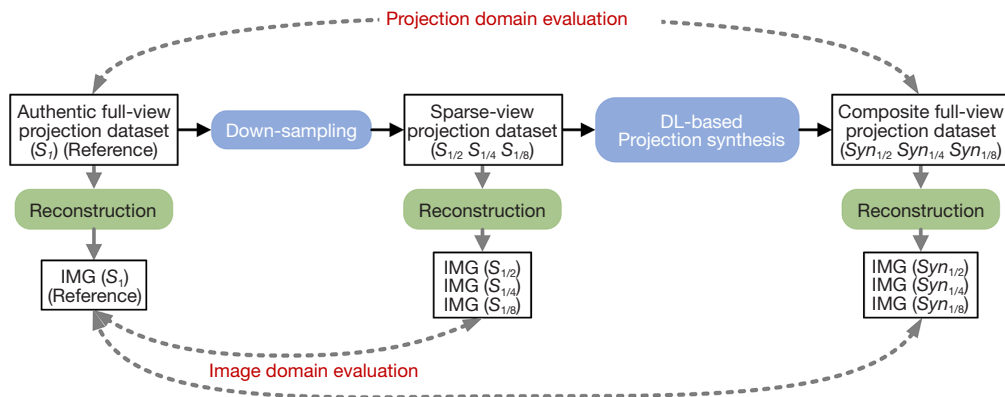 Projection domain evaluation
Authentic full-view
projection dataset
(S₁) (Reference)
Down-sampling
Sparse-view
projection dataset
(S₁/₂ S₁/₄ S₁/₈)
DL-based
Projection synthesis
Composite full-view
projection dataset
(Syn₁/₂ Syn₁/₄ Syn₁/₈)
Reconstruction
Reconstruction
Reconstruction
IMG (S₁)
(Reference)
IMG (S₁/₂)
IMG (S₁/₄)
IMG (S₁/₈)
IMG (Syn₁/₂)
IMG (Syn₁/₄)
IMG (Syn₁/₈)
Image domain evaluation